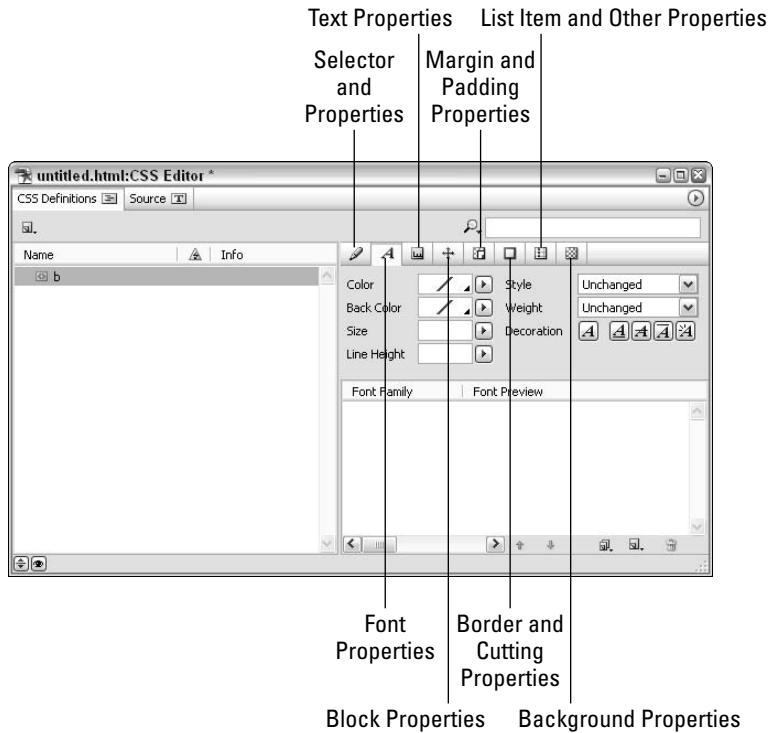 Text Properties
List Item and Other Properties
Selector
and
Properties
Margin and
Padding
Properties
untitled.html:CSS Editor *
CSS Definitions
Source
Name
Info
b
Color
Back Color
Size
Line Height
Style
Unchanged
Weight
Unchanged
Decoration
Font Family
Font Preview
Font
Properties
Border and
Cutting
Properties
Block Properties
Background Properties